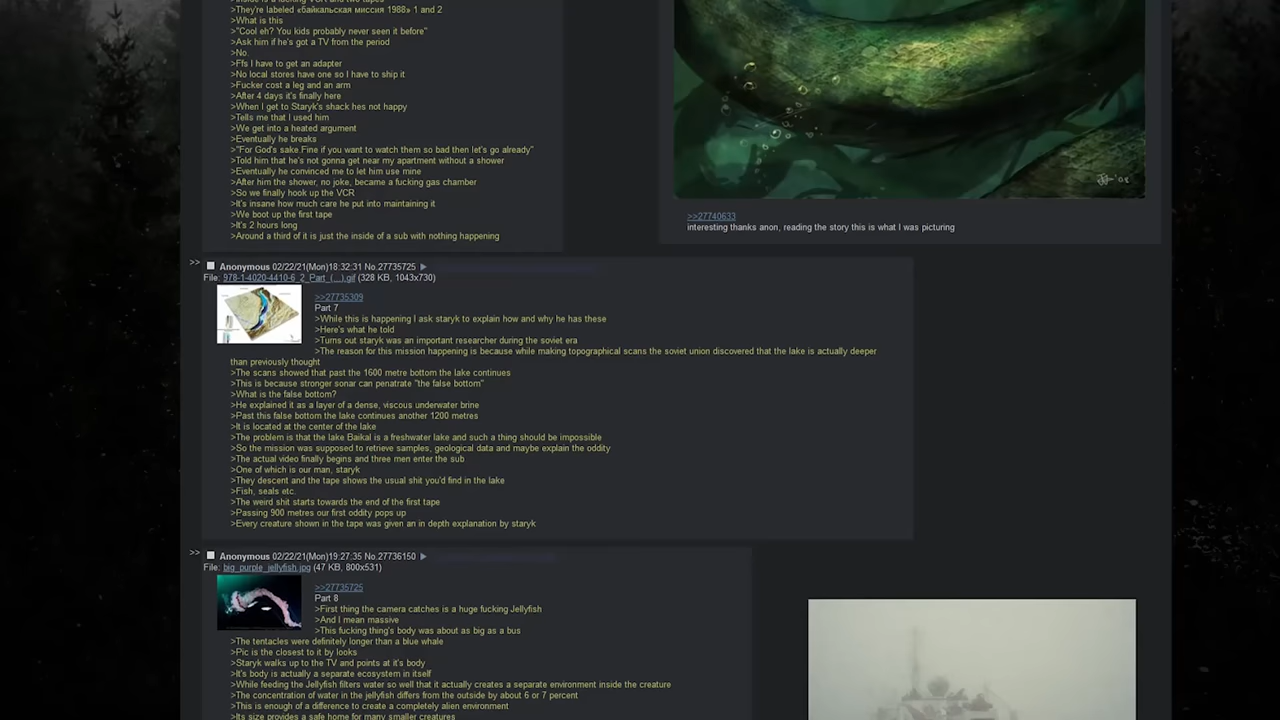 >They're labeled «байкальская миссия 1988» 1 and 2
>What is this
>"Cool eh? You kids probably never seen it before"
>Ask him if he's got a TV from the period
>No.
>Ffs I have to get an adapter
>No local stores have one so I have to ship it
>Fucker cost a leg and an arm
>After 4 days it's finally here
>When I get to Staryk's shack hes not happy
>Tells me that I used him
>We get into a heated argument
>Eventually he breaks
>"For God's sake.Fine if you want to watch them so bad then let's go already"
>Told him that he's not gonna get near my apartment without a shower
>Eventually he convinced me to let him use mine
>After him the shower, no joke, became a fucking gas chamber
>So we finally hook up the VCR
>It's insane how much care he put into maintaining it
>We boot up the first tape
>It's 2 hours long
>Around a third of it is just the inside of a sub with nothing happening
>>27740633
interesting thanks anon, reading the story this is what I was picturing
>> Anonymous 02/22/21(Mon)18:32:31 No.27735725
File: 978-1-4020-4410-6_2_Part_(...).gif (328 KB, 1043x730)
>>27735309
Part 7
>While this is happening I ask staryk to explain how and why he has these
>Here's what he told
>Turns out staryk was an important researcher during the soviet era
>The reason for this mission happening is because while making topographical scans the soviet union discovered that the lake is actually deeper
than previously thought
>The scans showed that past the 1600 metre bottom the lake continues
>This is because stronger sonar can penatrate "the false bottom"
>What is the false bottom?
>He explained it as a layer of a dense, viscous underwater brine
>Past this false bottom the lake continues another 1200 metres
>It is located at the center of the lake
>The problem is that the lake Baikal is a freshwater lake and such a thing should be impossible
>So the mission was supposed to retrieve samples, geological data and maybe explain the oddity
>The actual video finally begins and three men enter the sub
>One of which is our man, staryk
>They descent and the tape shows the usual shit you'd find in the lake
>Fish, seals etc.
>The weird shit starts towards the end of the first tape
>Passing 900 metres our first oddity pops up
>Every creature shown in the tape was given an in depth explanation by staryk
>> Anonymous 02/22/21(Mon)19:27:35 No.27736150
File: big_purple_jellyfish.jpg (47 KB, 800x531)
>>27735725
Part 8
>First thing the camera catches is a huge fucking Jellyfish
>And I mean massive
>This fucking thing's body was about as big as a bus
>The tentacles were definitely longer than a blue whale
>Pic is the closest to it by looks
>Staryk walks up to the TV and points at it's body
>It's body is actually a separate ecosystem in itself
>While feeding the Jellyfish filters water so well that it actually creates a separate environment inside the creature
>The concentration of water in the jellyfish differs from the outside by about 6 or 7 percent
>This is enough of a difference to create a completely alien environment
>Its size provides a safe home for many smaller creatures